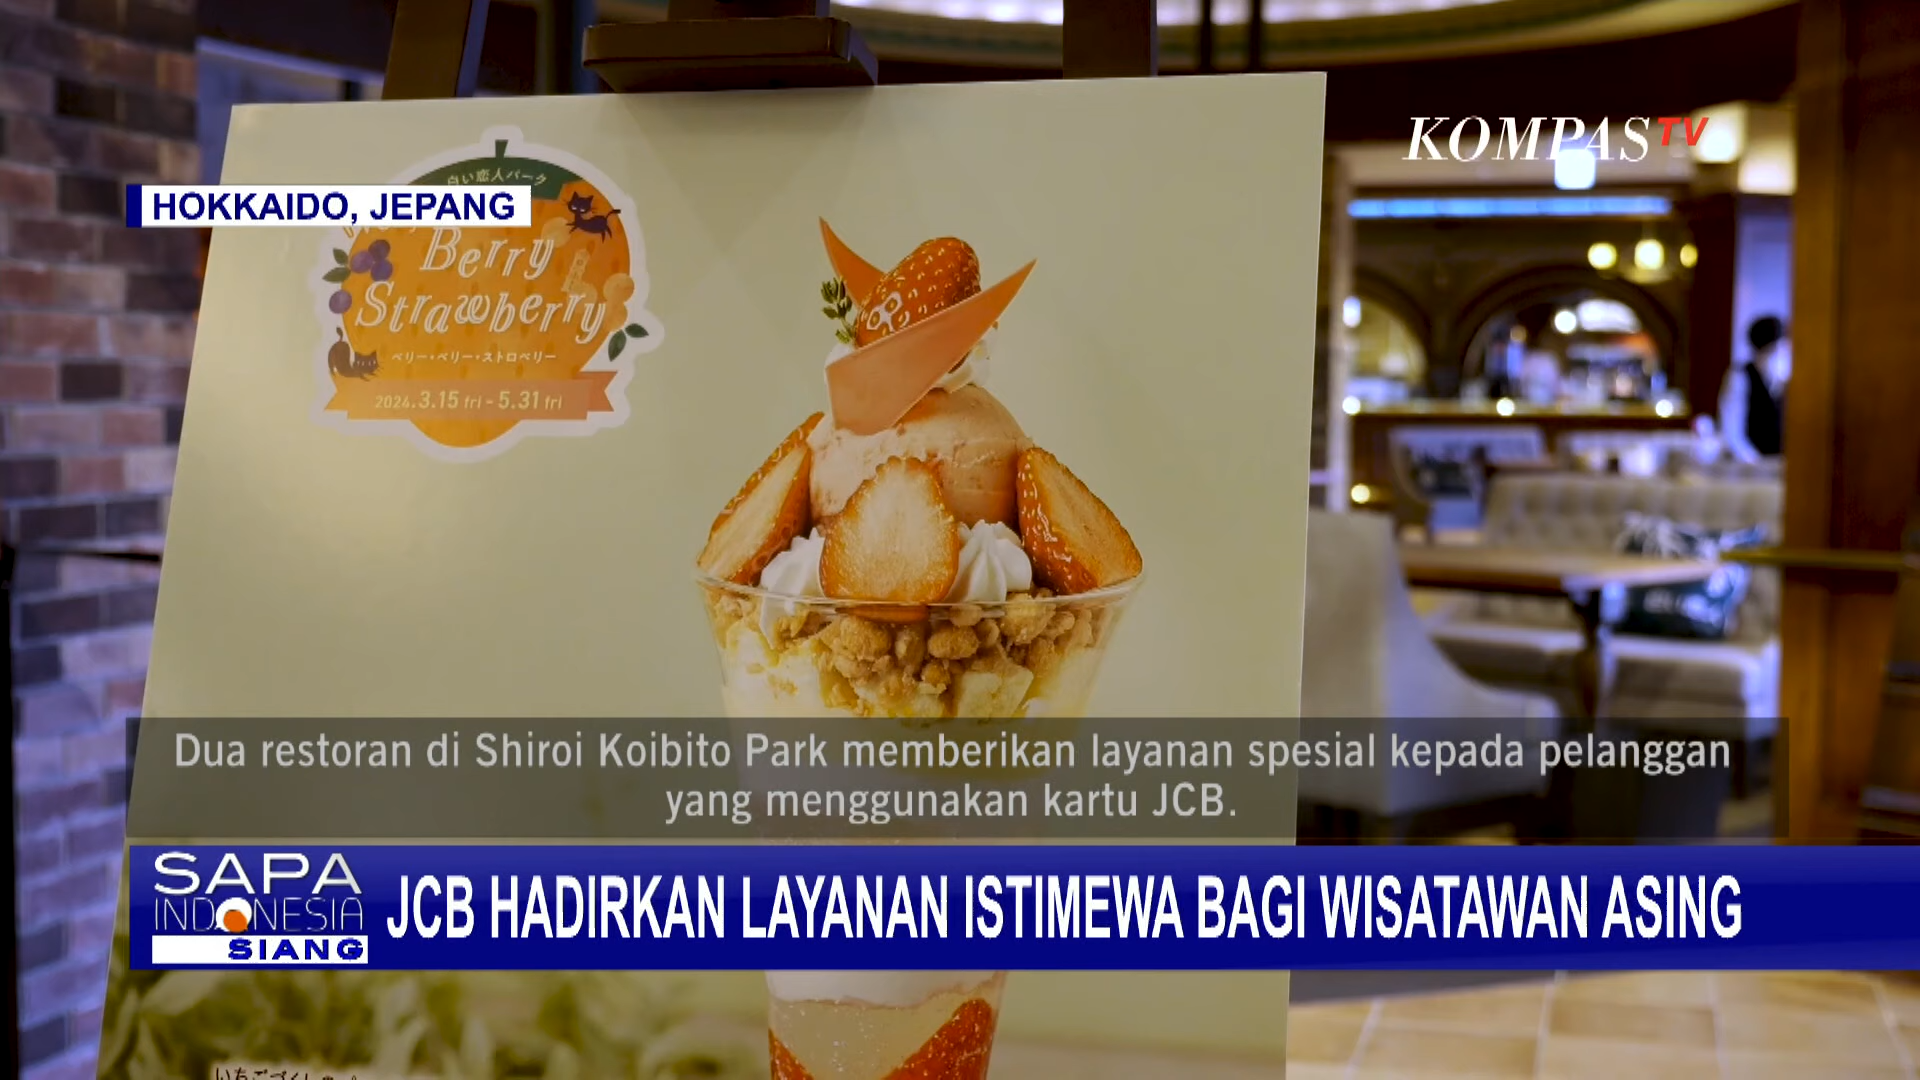 KOMPAS TV
HOKKAIDO, JEPANG
白い恋人パーク
Berry
Strawberry
ベリー・ベリー・ストロベリー
2024.3.15 fri - 5.31 fri
Dua restoran di Shiroi Koibito Park memberikan layanan spesial kepada pelanggan
yang menggunakan kartu JCB.
SAPA
INDONESIA
SIANG
JCB HADIRKAN LAYANAN ISTIMEWA BAGI WISATAWAN ASING